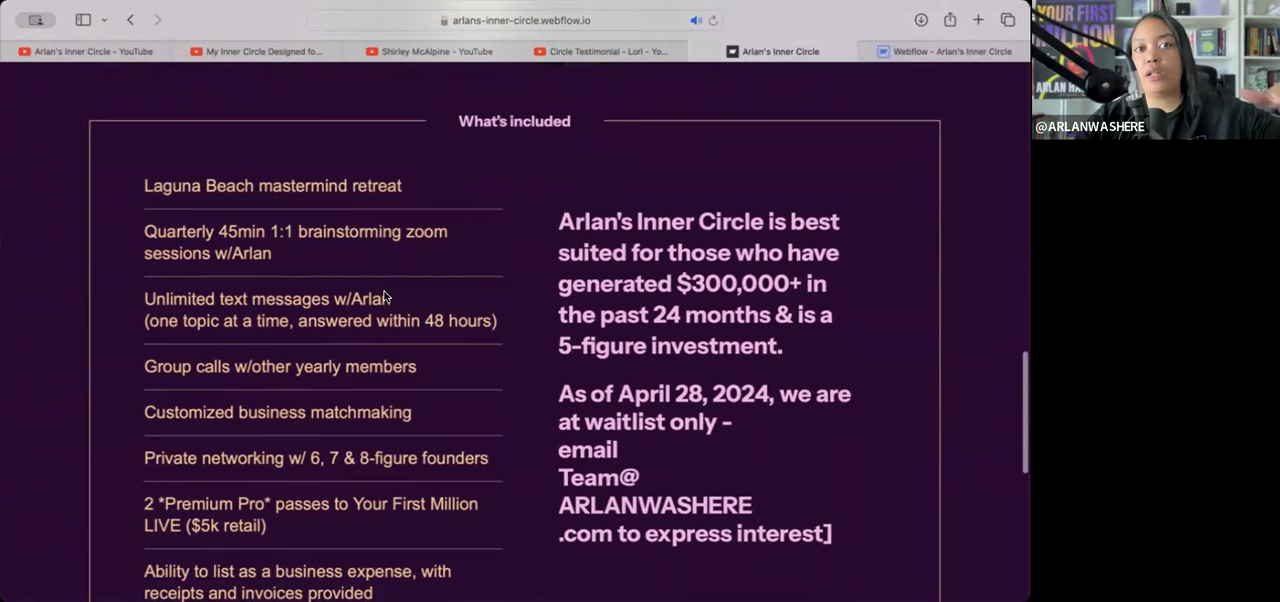 arlans-inner-circle.webflow.io
Arlan's Inner Circle - YouTube
My Inner Circle Designed fo...
Shirley McAlpine - YouTube
Circle Testimonial - Lori - Yo...
Arlan's Inner Circle
Webflow - Arlan's Inner Circle
YOUR FIRST
MILLION
ARLAN
@ARLANWASHERE
What's included
Laguna Beach mastermind retreat
Quarterly 45min 1:1 brainstorming zoom
sessions w/Arlan
Unlimited text messages w/Arlan
(one topic at a time, answered within 48 hours)
Group calls w/other yearly members
Customized business matchmaking
Private networking w/ 6, 7 & 8-figure founders
2 *Premium Pro* passes to Your First Million
LIVE ($5k retail)
Ability to list as a business expense, with
receipts and invoices provided
Arlan's Inner Circle is best
suited for those who have
generated $300,000+ in
the past 24 months & is a
5-figure investment.
As of April 28, 2024, we are
at waitlist only -
email
Team@
ARLANWASHERE
.com to express interest]